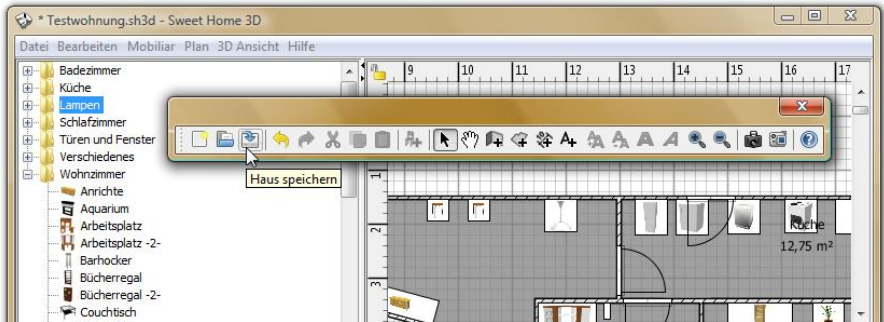 * Testwohnung.sh3d - Sweet Home 3D
Datei Bearbeiten Mobiliar Plan 3D Ansicht Hilfe
Badezimmer
Küche
Lampen
Schlafzimmer
Türen und Fenster
Verschiedenes
Wohnzimmer
Anrichte
Aquarium
Arbeitsplatz
Arbeitsplatz -2-
Barhocker
Bücherregal
Bücherregal -2-
Couchtisch
Haus speichern
9 10 11 12 13 14 15 16 17
1
2
3
Küche
12,75 m²